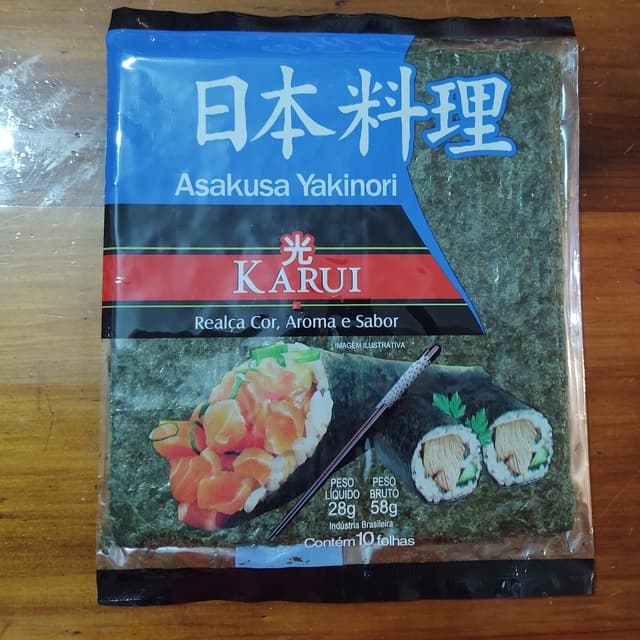 日本料理
Asakusa Yakinori
光
KARUI
Realça Cor, Aroma e Sabor
IMAGEM ILUSTRATIVA
PESO LÍQUIDO 28g
PESO BRUTO 58g
Indústria Brasileira
Contém 10 folhas